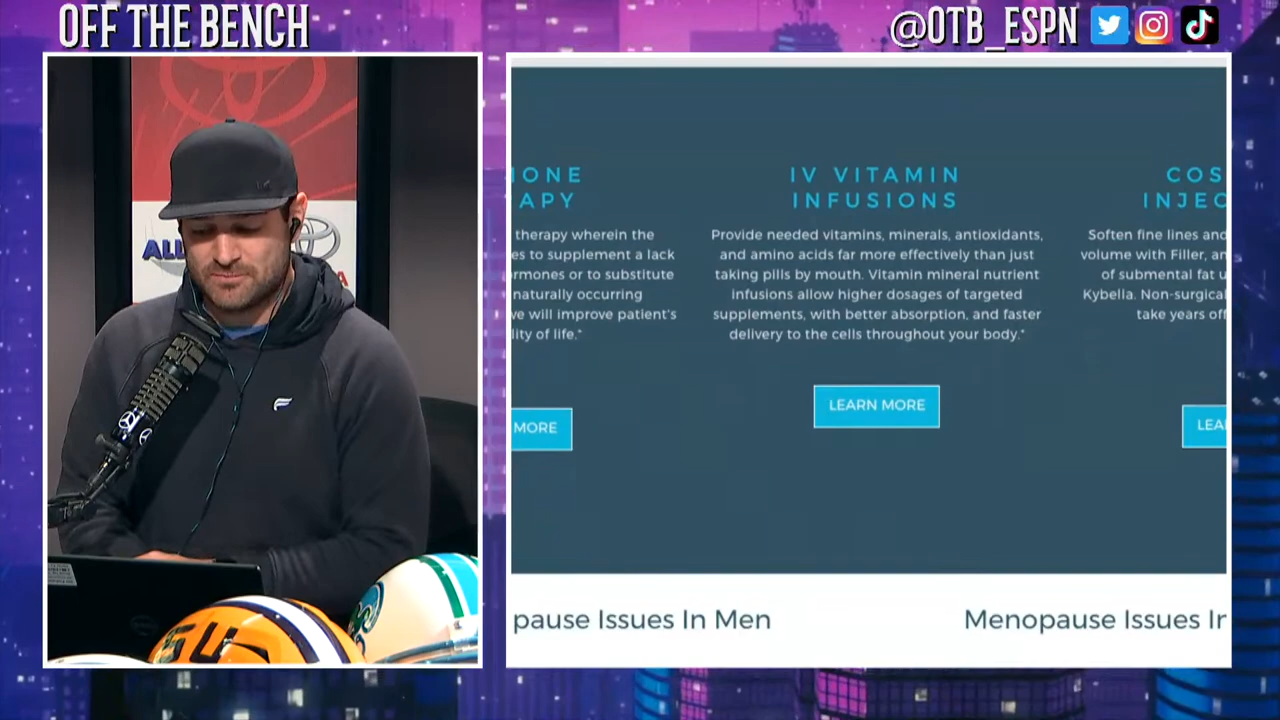 OFF THE BENCH
@OTB_ESPN
ALL
54
IONE
APY
therapy wherein the
es to supplement a lack
rmones or to substitute
naturally occurring
we will improve patient's
lity of life.*
MORE
IV VITAMIN
INFUSIONS
Provide needed vitamins, minerals, antioxidants,
and amino acids far more effectively than just
taking pills by mouth. Vitamin mineral nutrient
infusions allow higher dosages of targeted
supplements, with better absorption, and faster
delivery to the cells throughout your body.*
LEARN MORE
COS
INJEC
Soften fine lines and
volume with Filler, an
of submental fat u
Kybella. Non-surgical
take years off
LEA
pause Issues In Men
Menopause Issues In